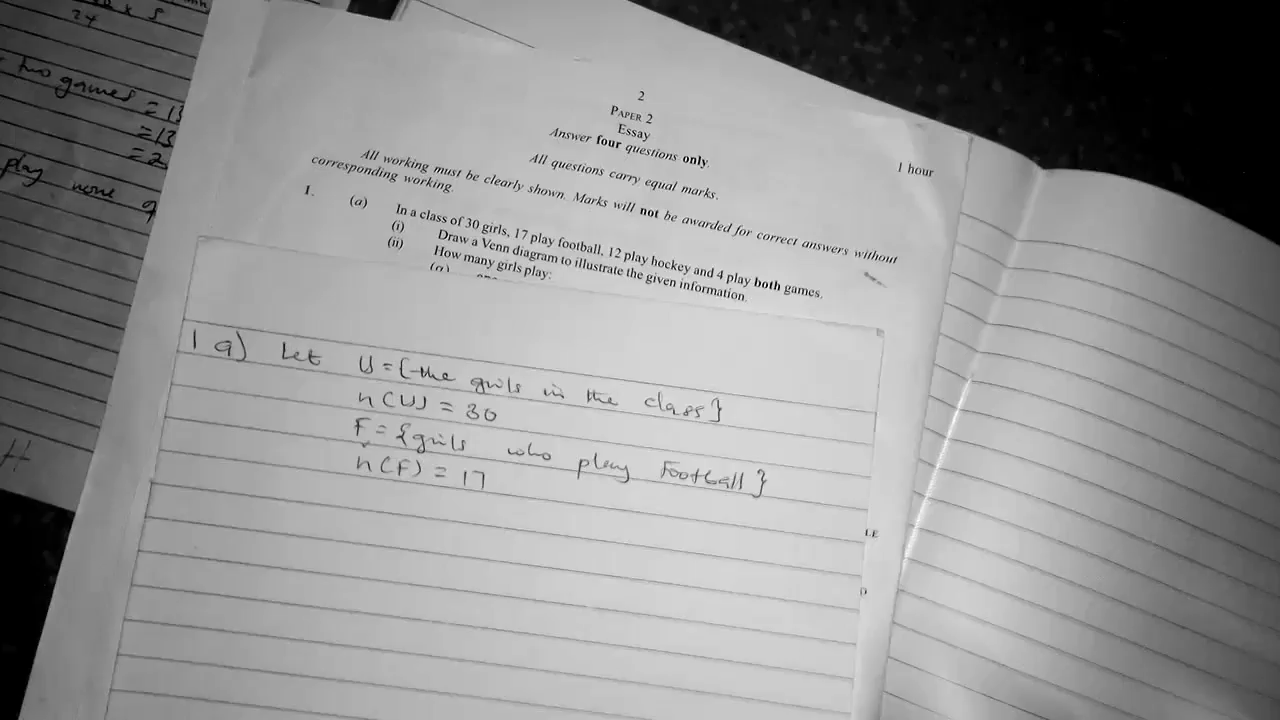 24
two games = 13
= 13
= 2
play none
2
PAPER 2
Essay
1 hour
Answer four questions only.
All questions carry equal marks.
All working must be clearly shown. Marks will not be awarded for correct answers without
corresponding working.
1. (a) In a class of 30 girls, 17 play football, 12 play hockey and 4 play both games.
(i) Draw a Venn diagram to illustrate the given information.
(ii) How many girls play:
(α)
1 a) Let U = {the girls in the class}
n(U) = 30
F = {girls who play Football}
n(F) = 17
LE